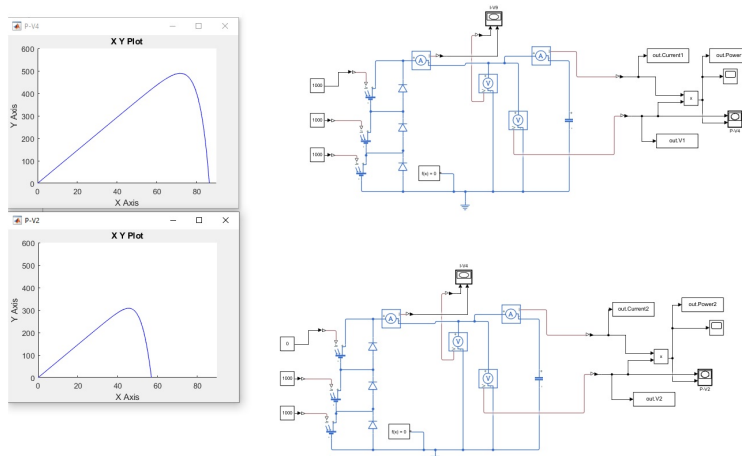 P-V4
X Y Plot
600
500
400
300
200
100
0
0 20 40 60 80
Y Axis
X Axis
P-V2
X Y Plot
600
500
400
300
200
100
0
0 20 40 60 80
Y Axis
X Axis
1000
1000
1000
A
V
V
A
f(x) = 0
out.Current1
out.Power
out.V1
P-V4
0
1000
1000
A
V
V
A
f(x) = 0
out.Current2
out.Power2
out.V2
P-V2